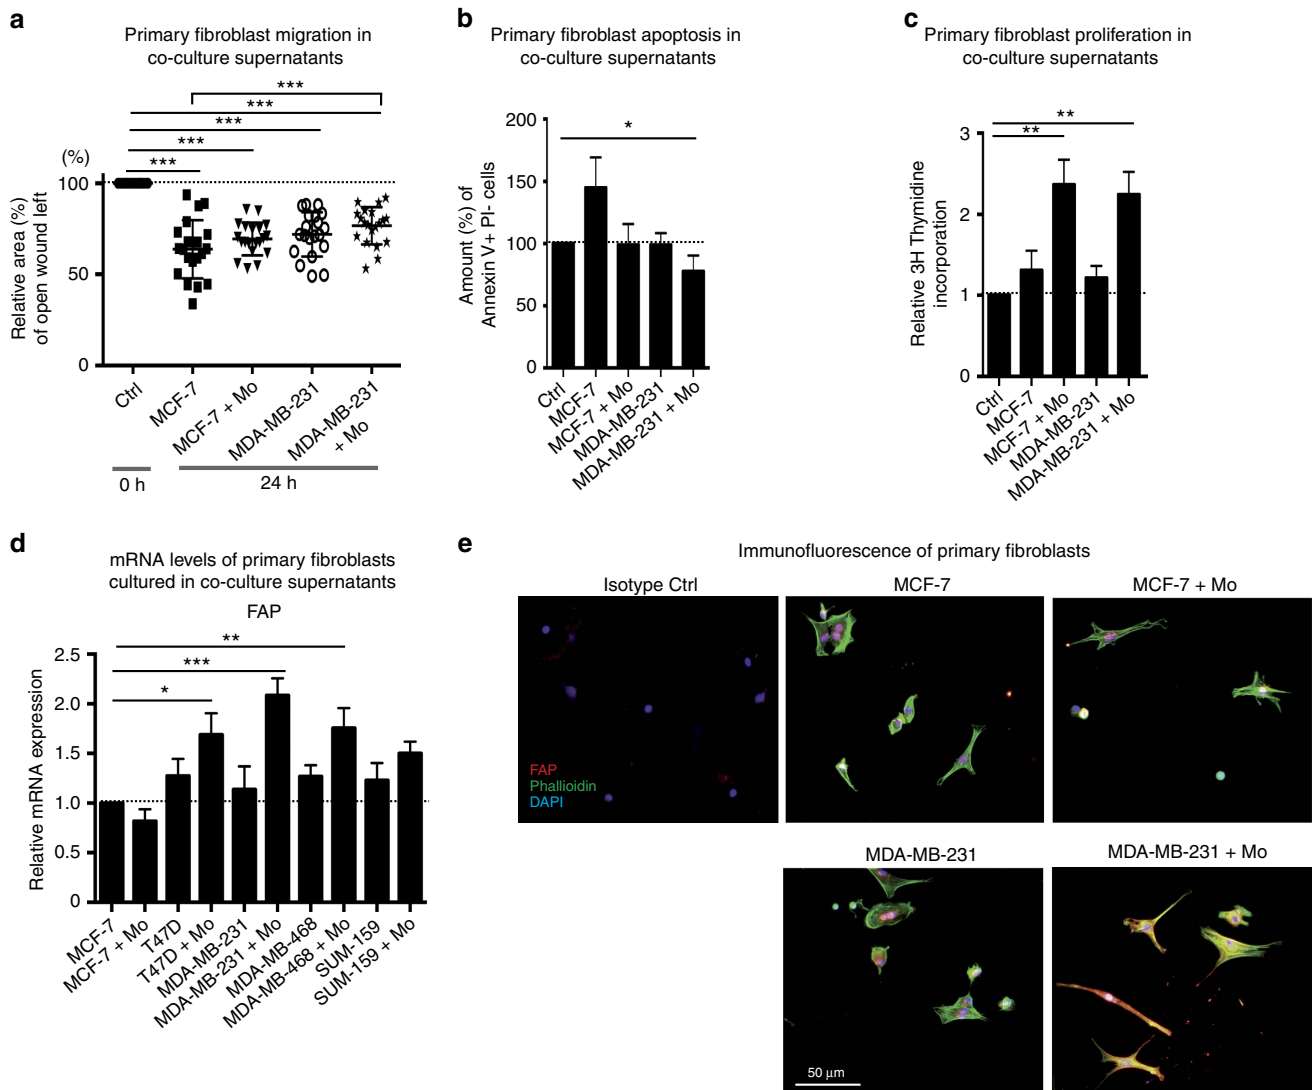 a
Primary fibroblast migration in
co-culture supernatants
***
***
***
***
***
(%)
100
50
0
Relative area (%)
of open wound left
Ctrl
MCF-7
MCF-7 + Mo
MDA-MB-231
MDA-MB-231
+ Mo
0 h
24 h
b
Primary fibroblast apoptosis in
co-culture supernatants
*
200
150
100
50
0
Amount (%) of
Annexin V+ PI- cells
Ctrl
MCF-7
MCF-7 + Mo
MDA-MB-231
MDA-MB-231 + Mo
c
Primary fibroblast proliferation in
co-culture supernatants
**
**
3
2
1
0
Relative 3H Thymidine
incorporation
Ctrl
MCF-7
MCF-7 + Mo
MDA-MB-231
MDA-MB-231 + Mo
d
mRNA levels of primary fibroblasts
cultured in co-culture supernatants
FAP
**
***
*
2.5
2.0
1.5
1.0
0.5
0
Relative mRNA expression
MCF-7
MCF-7 + Mo
T47D
T47D + Mo
MDA-MB-231
MDA-MB-231 + Mo
MDA-MB-468
MDA-MB-468 + Mo
SUM-159
SUM-159 + Mo
e
Immunofluorescence of primary fibroblasts
Isotype Ctrl
MCF-7
MCF-7 + Mo
FAP
Phallioidin
DAPI
MDA-MB-231
MDA-MB-231 + Mo
50 µm